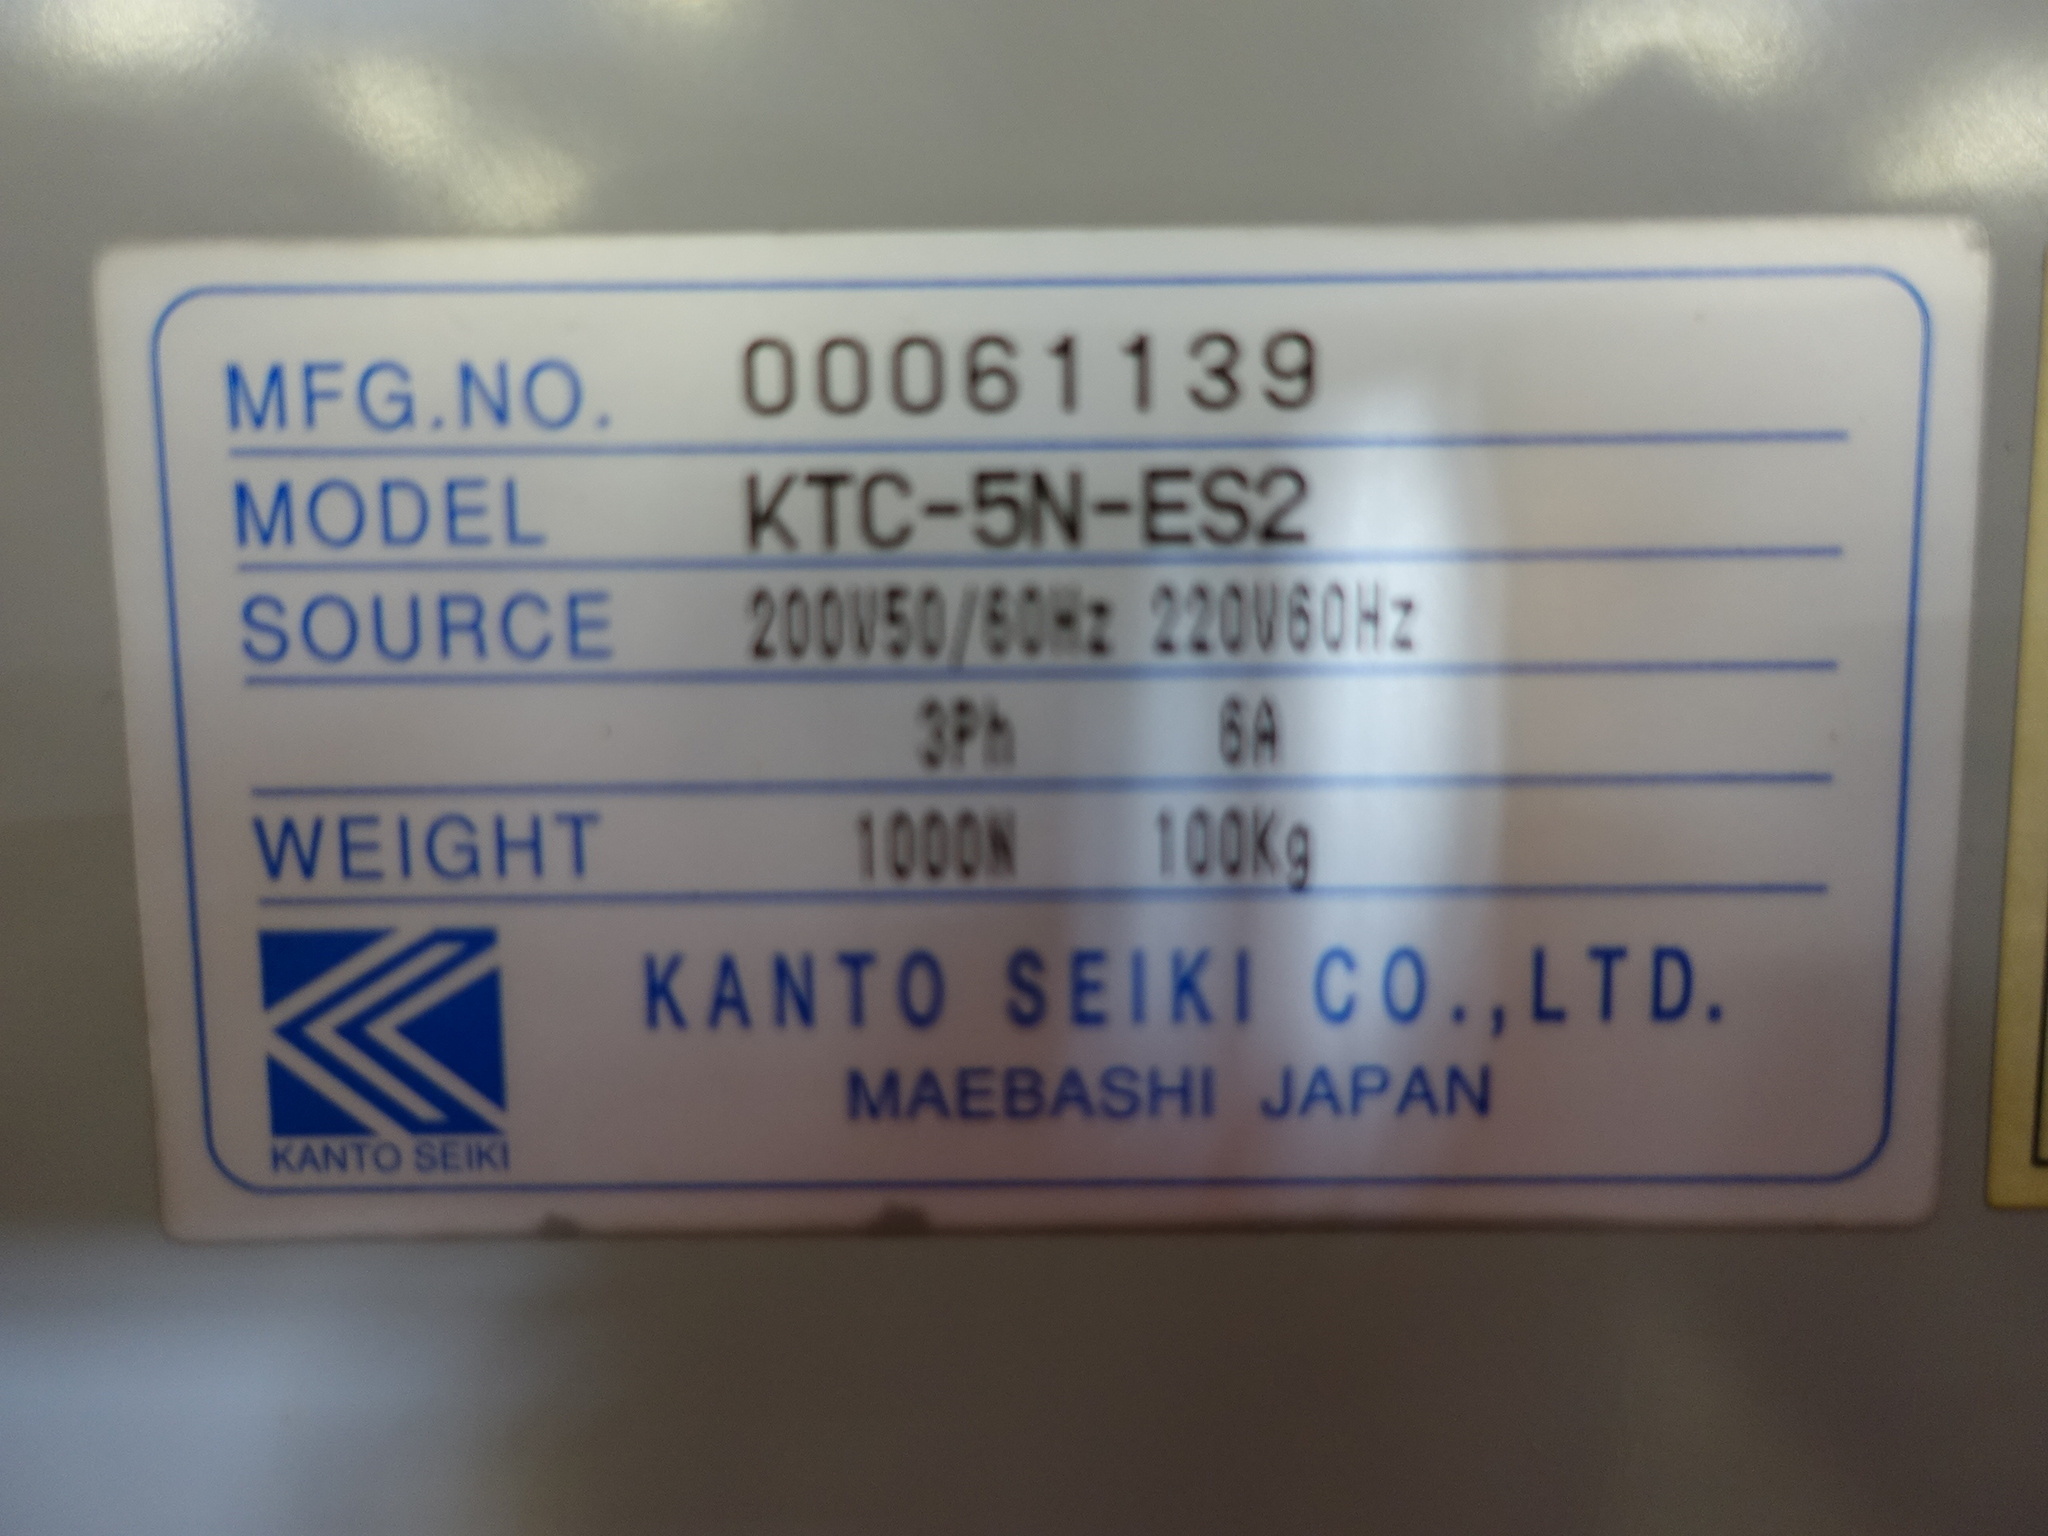 MFG.NO. 00061139
MODEL KTC-5N-ES2
SOURCE 200V50/60Hz 220V60Hz
3Ph 6A
WEIGHT 1000N 100Kg
KANTO SEIKI CO.,LTD.
MAEBASHI JAPAN
KANTO SEIKI